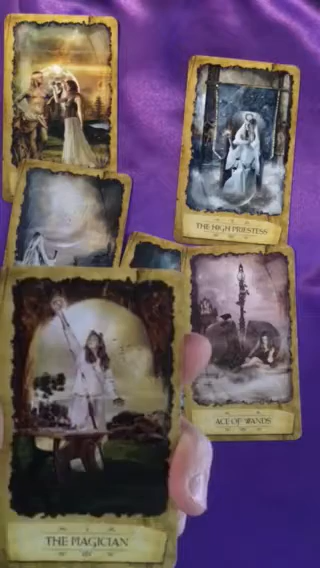 THE HIGH PRIESTESS
ACE OF WANDS
THE MAGICIAN